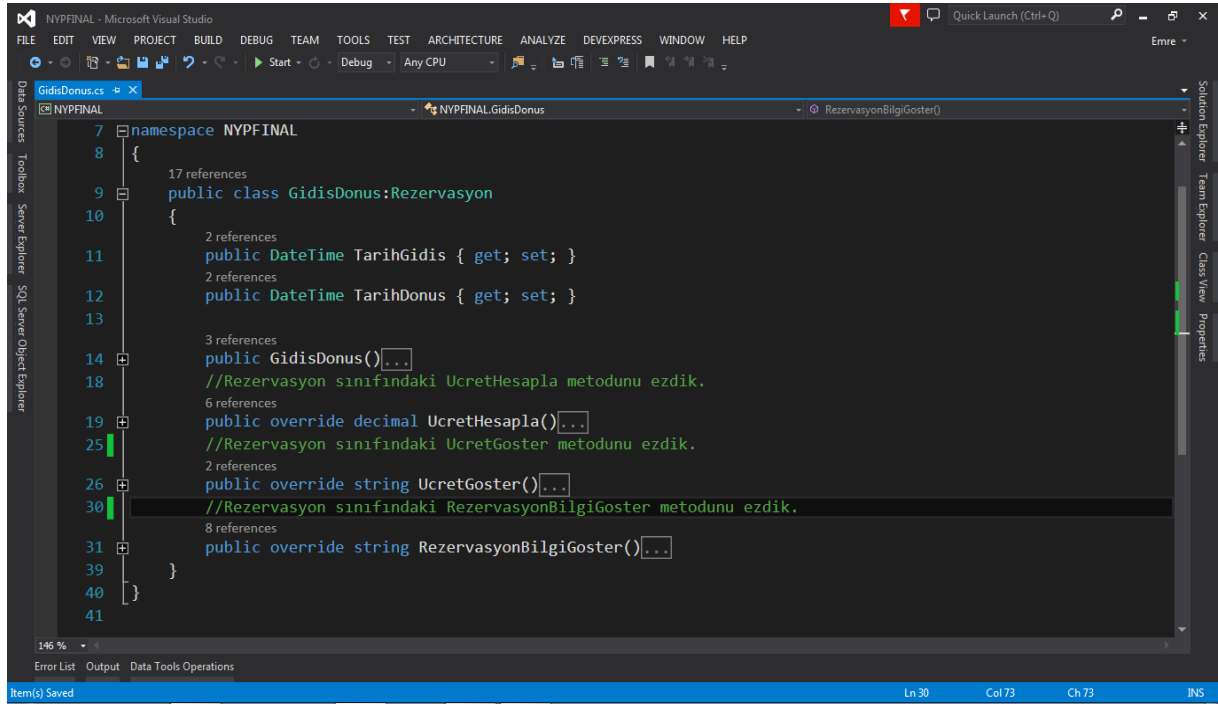 NYPFINAL - Microsoft Visual Studio
Quick Launch (Ctrl+Q)
FILE EDIT VIEW PROJECT BUILD DEBUG TEAM TOOLS TEST ARCHITECTURE ANALYZE DEVEXPRESS WINDOW HELP
Emre
Start Debug Any CPU
Data Sources
Toolbox
Server Explorer
SQL Server Object Explorer
GidisDonus.cs
NYPFINAL
NYPFINAL.GidisDonus
RezervasyonBilgiGoster()
7 namespace NYPFINAL
8 {
17 references
9 public class GidisDonus:Rezervasyon
10 {
2 references
11 public DateTime TarihGidis { get; set; }
2 references
12 public DateTime TarihDonus { get; set; }
13
3 references
14 public GidisDonus()...
18 //Rezervasyon sınıfındaki UcretHesapla metodunu ezdik.
6 references
19 public override decimal UcretHesapla()...
25 //Rezervasyon sınıfındaki UcretGoster metodunu ezdik.
2 references
26 public override string UcretGoster()...
30 //Rezervasyon sınıfındaki RezervasyonBilgiGoster metodunu ezdik.
8 references
31 public override string RezervasyonBilgiGoster()...
39 }
40 }
41
146 %
Solution Explorer
Team Explorer
Class View
Properties
Error List Output Data Tools Operations
Item(s) Saved Ln 30 Col 73 Ch 73 INS